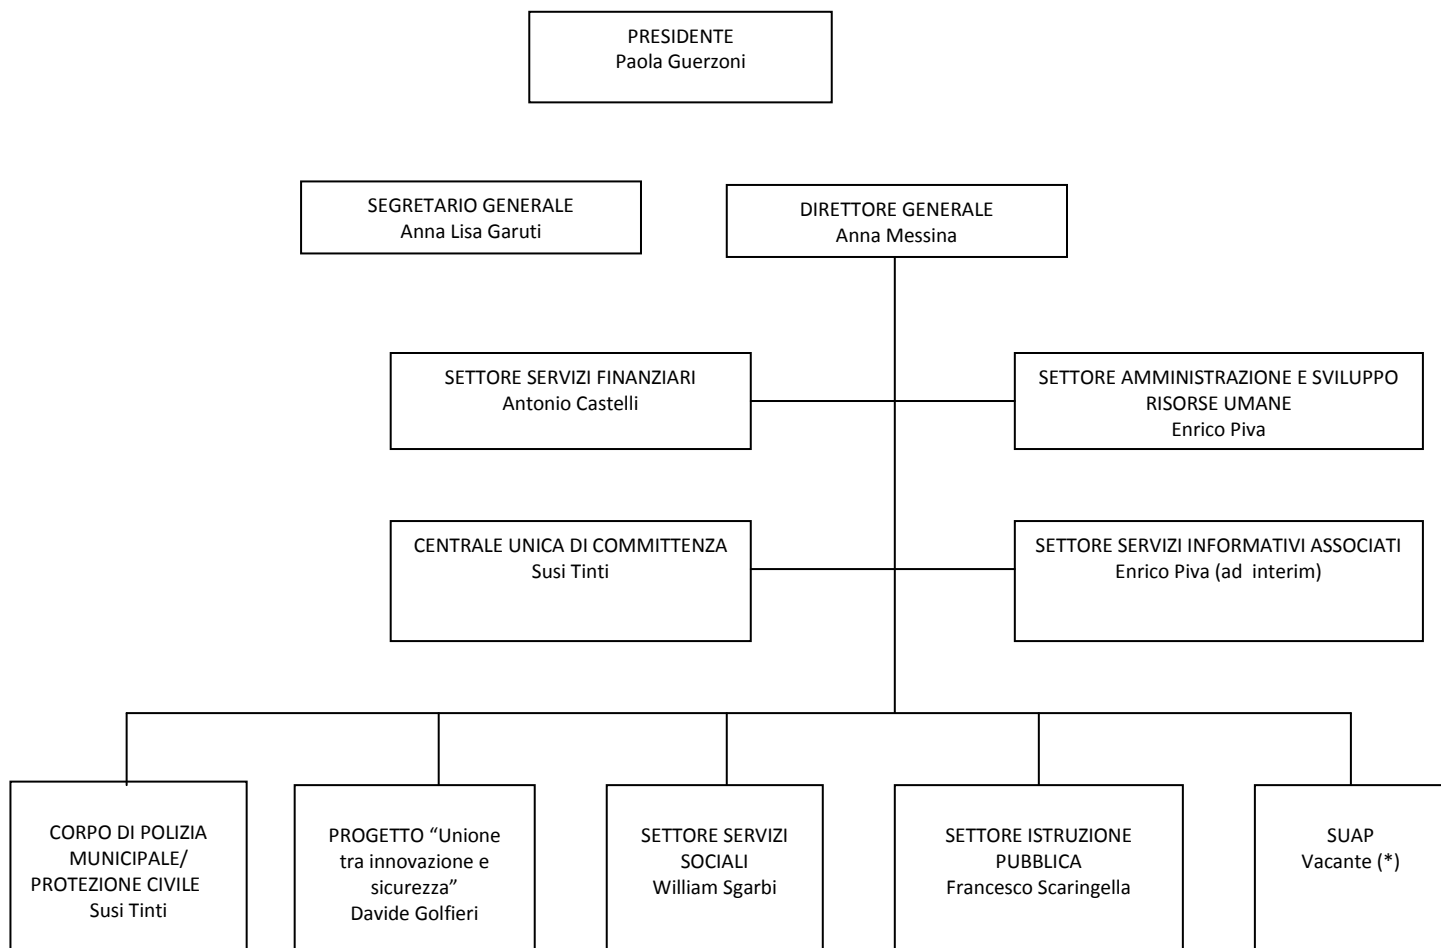 PRESIDENTE
Paola Guerzoni
SEGRETARIO GENERALE
Anna Lisa Garuti
DIRETTORE GENERALE
Anna Messina
SETTORE SERVIZI FINANZIARI
Antonio Castelli
SETTORE AMMINISTRAZIONE E SVILUPPO
RISORSE UMANE
Enrico Piva
CENTRALE UNICA DI COMMITTENZA
Susi Tinti
SETTORE SERVIZI INFORMATIVI ASSOCIATI
Enrico Piva (ad interim)
CORPO DI POLIZIA
MUNICIPALE/
PROTEZIONE CIVILE
Susi Tinti
PROGETTO “Unione
tra innovazione e
sicurezza”
Davide Golfieri
SETTORE SERVIZI
SOCIALI
William Sgarbi
SETTORE ISTRUZIONE
PUBBLICA
Francesco Scaringella
SUAP
Vacante (*)